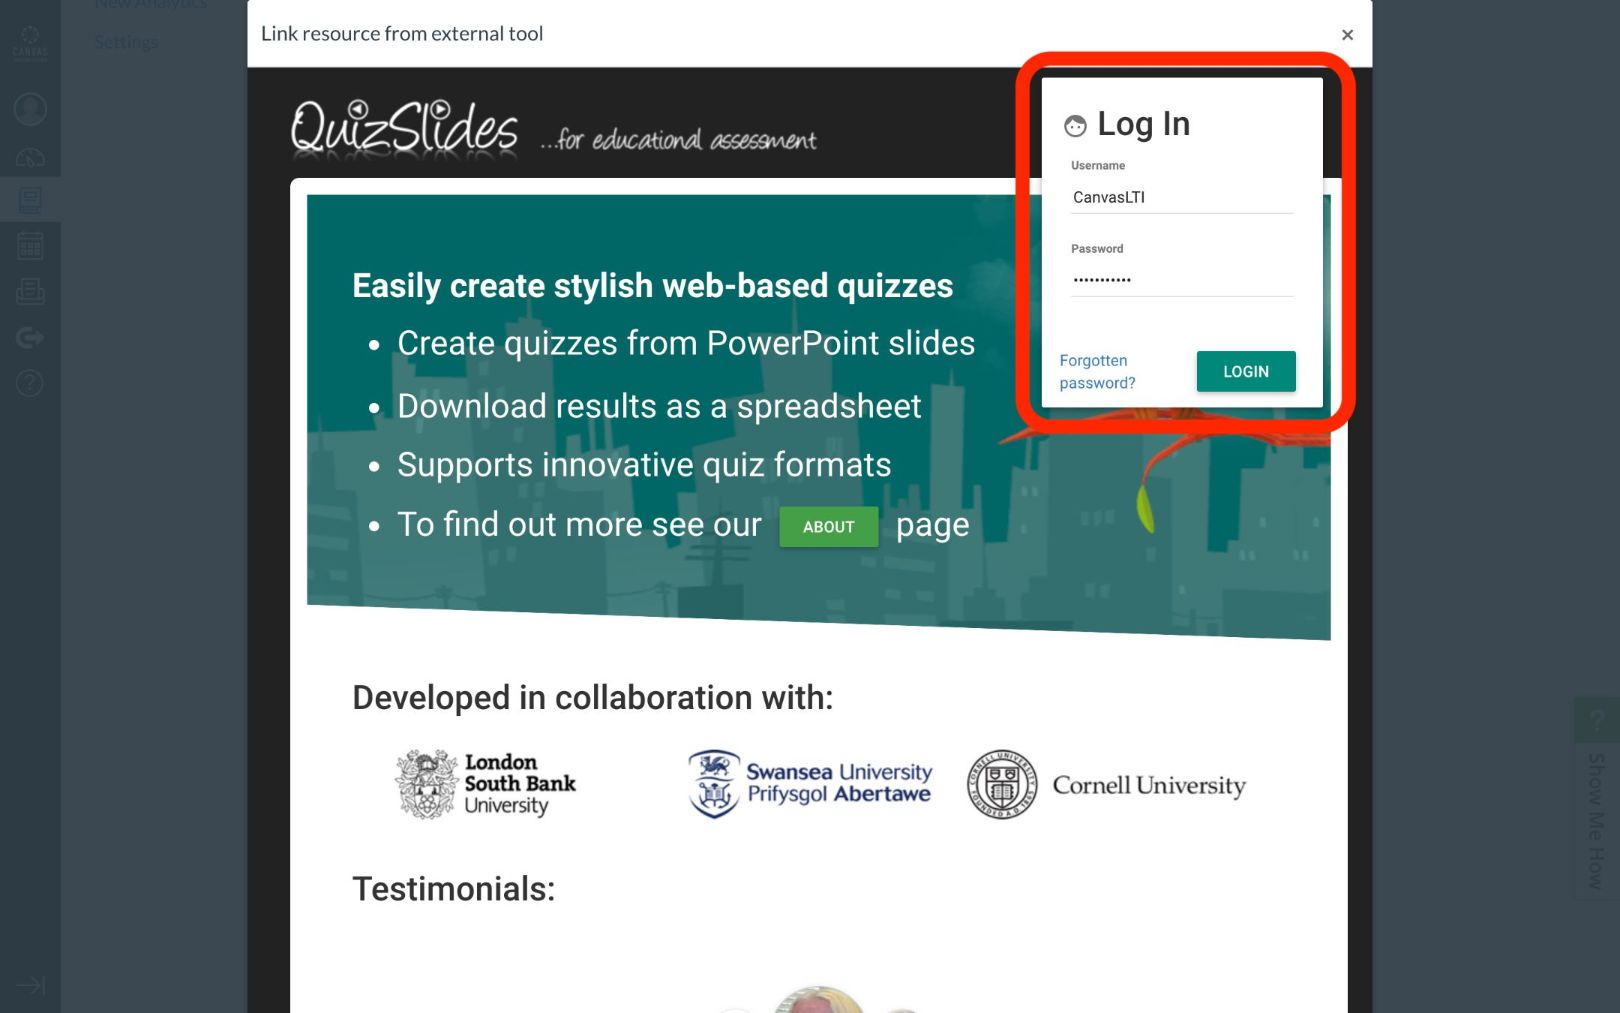 New Analytics
Settings
CANVAS
Link resource from external tool
×
QuizSlides ...for educational assessment
Log In
Username
CanvasLTI
Password
•••••••••••
Forgotten
password?
LOGIN
Easily create stylish web-based quizzes
• Create quizzes from PowerPoint slides
• Download results as a spreadsheet
• Supports innovative quiz formats
• To find out more see our ABOUT page
Developed in collaboration with:
London
South Bank
University
Swansea University
Prifysgol Abertawe
Cornell University
Testimonials:
? Show Me How